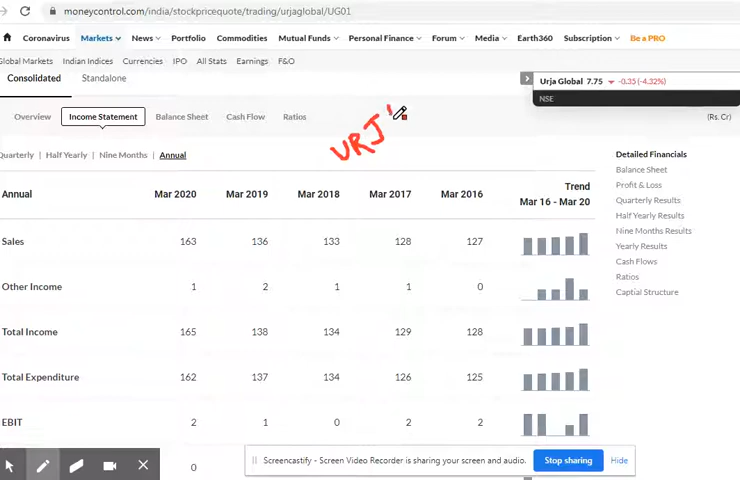 moneycontrol.com/india/stockpricequote/trading/urjaglobal/UG01
Coronavirus Markets News Portfolio Commodities Mutual Funds Personal Finance Forum Media Earth360 Subscription Be a PRO
Global Markets Indian Indices Currencies IPO All Stats Earnings F&O
Consolidated Standalone
Urja Global 7.75 -0.35 (-4.32%)
NSE
Overview Income Statement Balance Sheet Cash Flow Ratios (Rs. Cr)
URJ
Quarterly | Half Yearly | Nine Months | Annual
Annual Mar 2020 Mar 2019 Mar 2018 Mar 2017 Mar 2016 Trend
Mar 16 - Mar 20
Sales 163 136 133 128 127
Other Income 1 2 1 1 0
Total Income 165 138 134 129 128
Total Expenditure 162 137 134 126 125
EBIT 2 1 0 2 2
0
Detailed Financials
Balance Sheet
Profit & Loss
Quarterly Results
Half Yearly Results
Nine Months Results
Yearly Results
Cash Flows
Ratios
Captial Structure
Screencastify - Screen Video Recorder is sharing your screen and audio. Stop sharing Hide